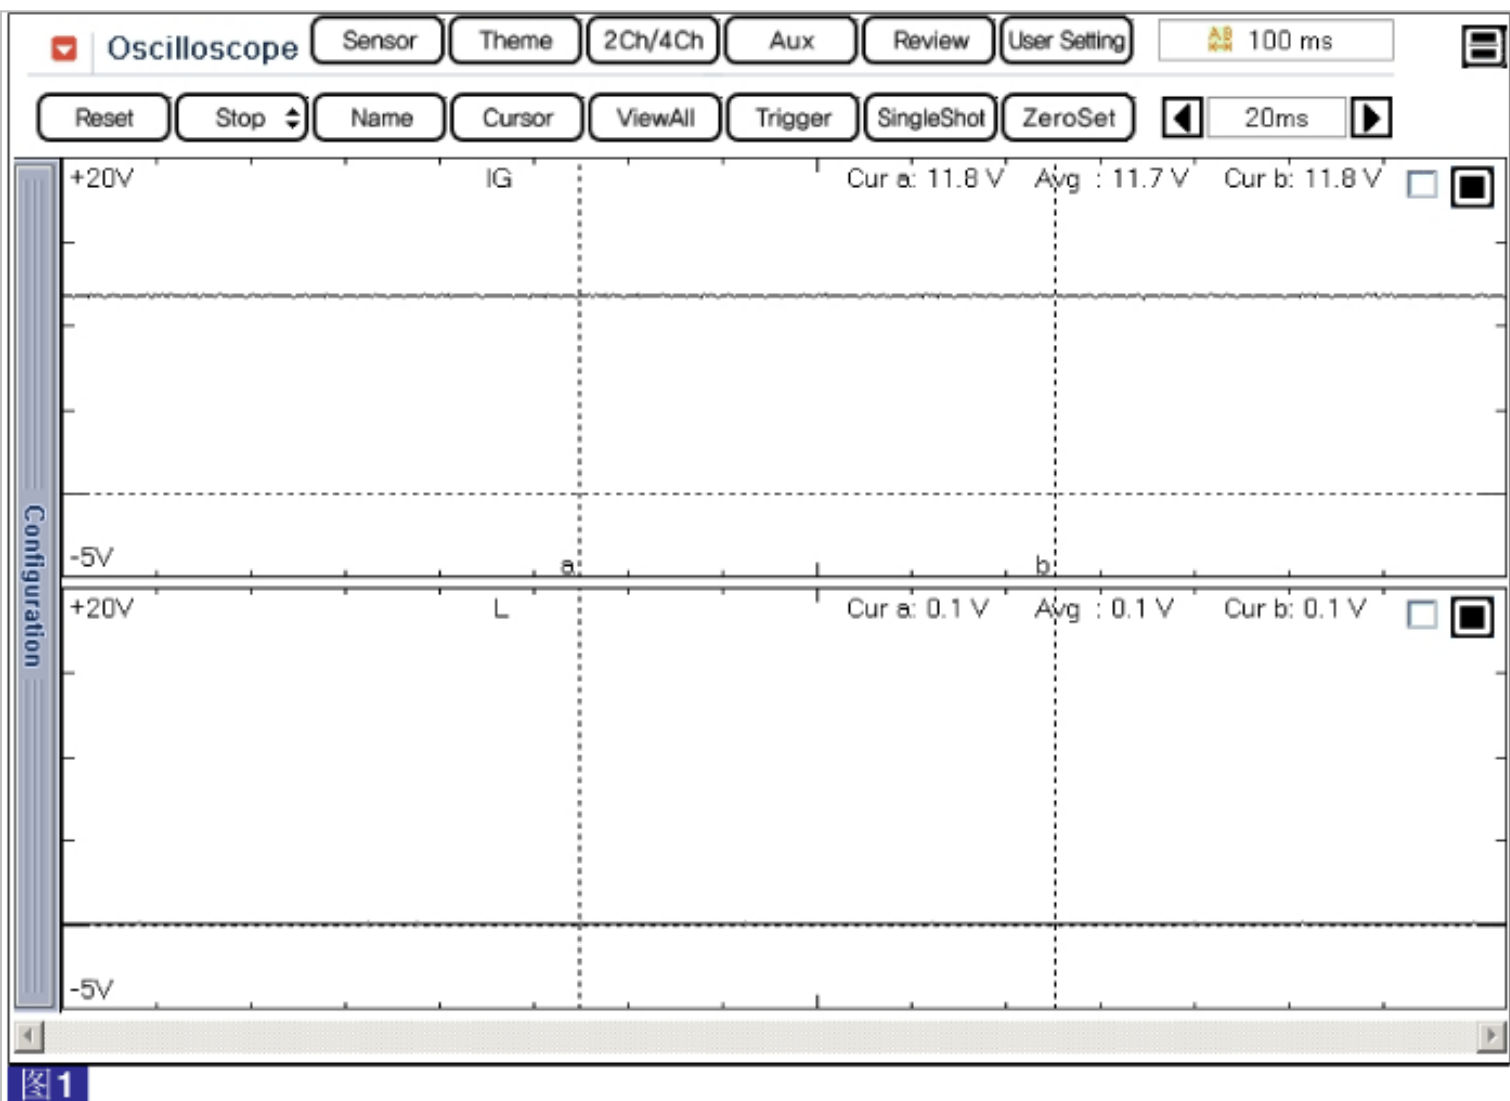 Oscilloscope Sensor Theme 2Ch/4Ch Aux Review User Setting AB 100 ms
Reset Stop Name Cursor ViewAll Trigger SingleShot ZeroSet 20ms
+20V IG Cur a: 11.8 V Avg : 11.7 V Cur b: 11.8 V
-5V a b
+20V L Cur a: 0.1 V Avg : 0.1 V Cur b: 0.1 V
-5V
Configuration
图1